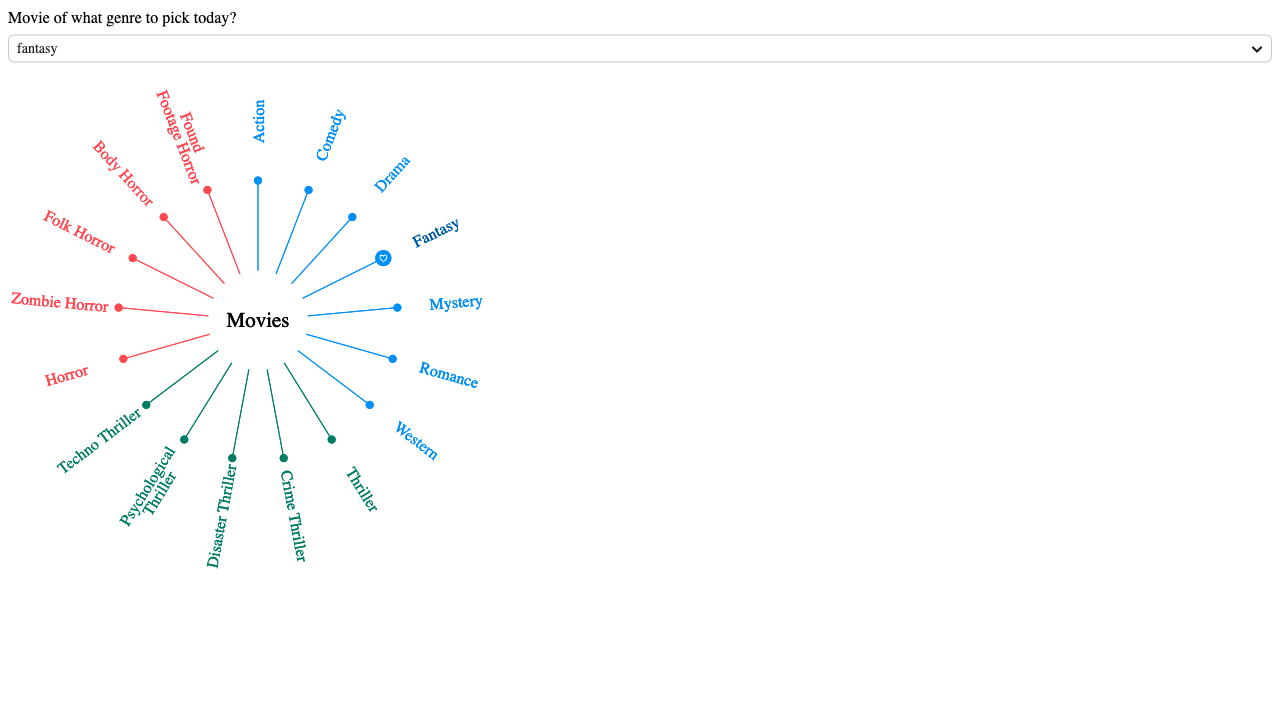 Movie of what genre to pick today?
fantasy
Action
Comedy
Drama
Fantasy
Mystery
Romance
Western
Thriller
Crime Thriller
Disaster Thriller
Psychological
Thriller
Techno Thriller
Horror
Zombie Horror
Folk Horror
Body Horror
Found
Footage Horror
Movies